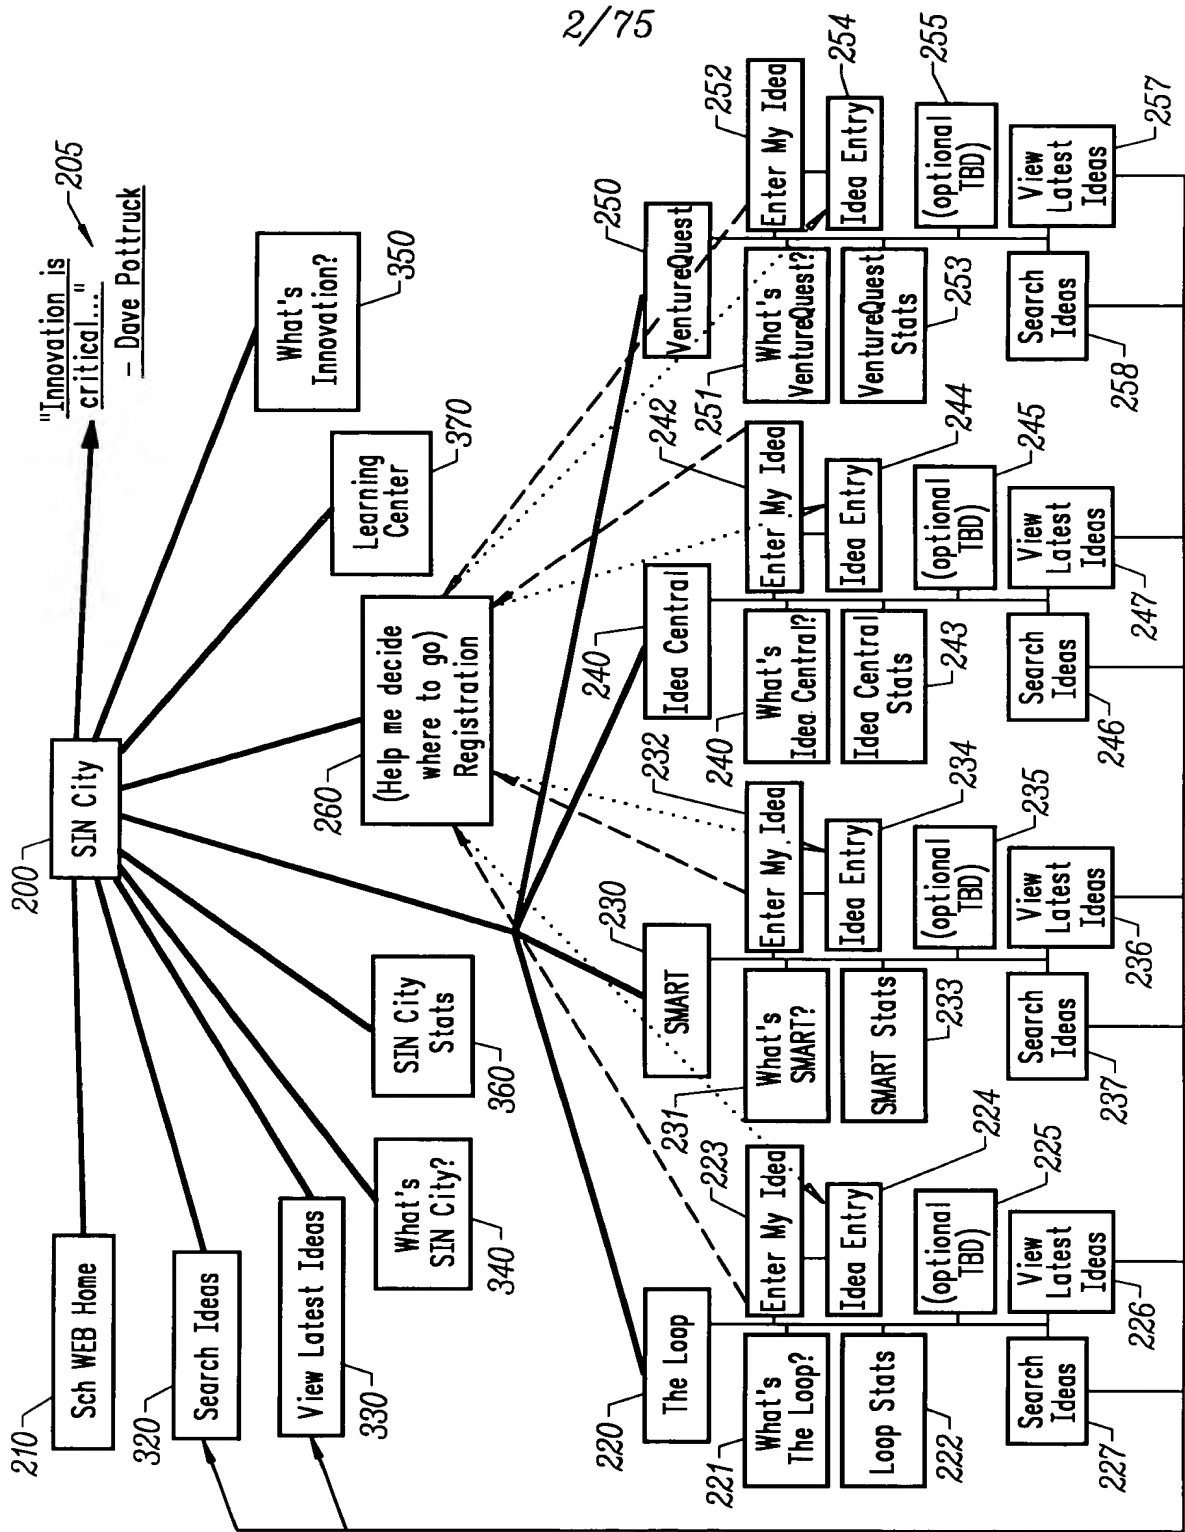 2/75
"Innovation is
critical..."
– Dave Pottruck
205
200
SIN City
210
Sch WEB Home
320
Search Ideas
View Latest Ideas
330
What's
SIN City?
340
SIN City
Stats
360
260
(Help me decide
where to go)
Registration
Learning
Center
370
What's
Innovation?
350
220
The Loop
221
What's
The Loop?
Loop Stats
222
223
Enter My Idea
Idea Entry
224
(optional
TBD)
225
View
Latest
Ideas
226
Search
Ideas
227
230
SMART
231
What's
SMART?
SMART Stats
233
232
Enter My Idea
Idea Entry
234
(optional
TBD)
235
View
Latest
Ideas
236
Search
Ideas
237
240
Idea Central
240
What's
Idea Central?
Idea Central
Stats
243
242
Enter My Idea
Idea Entry
244
(optional
TBD)
245
View
Latest
Ideas
247
Search
Ideas
246
250
VentureQuest
251
What's
VentureQuest?
VentureQuest
Stats
253
252
Enter My Idea
Idea Entry
254
(optional
TBD)
255
View
Latest
Ideas
257
Search
Ideas
258